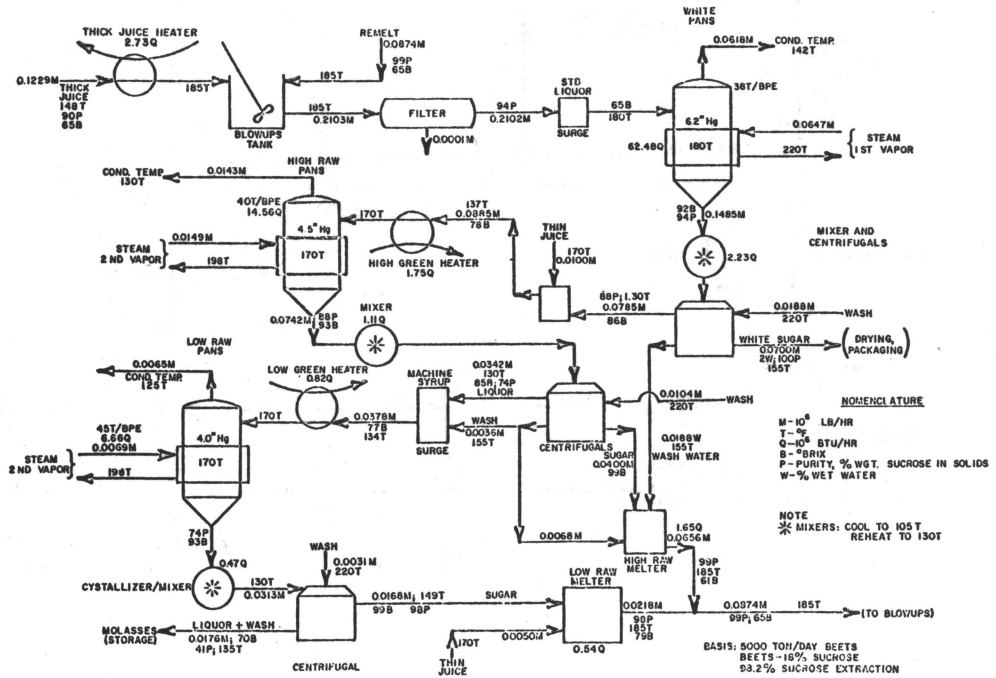 THICK JUICE HEATER
2.73Q
0.1229M
THICK
JUICE
148T
90P
65B
185T
REMELT
0.0874M
99P
65B
185T
BLOWUPS
TANK
185T
0.2103M
FILTER
0.0001M
94P
0.2102M
STD
LIQUOR
SURGE
65B
180T
WHITE
PANS
0.0618M
COND. TEMP.
142T
38T/BPE
6.2" Hg
62.48Q
180T
0.0647M
STEAM
1ST VAPOR
220T
92B
94P
0.1485M
MIXER AND
CENTRIFUGALS
2.23Q
0.0188M
220T
WASH
WHITE SUGAR
0.0700M
2W; 100P
155T
(DRYING,
PACKAGING)
COND. TEMP
130T
0.0143M
HIGH RAW
PANS
40T/BPE
14.56Q
4.5" Hg
170T
0.0149M
STEAM
2ND VAPOR
198T
170T
HIGH GREEN HEATER
1.75Q
137T
0.0885M
78B
THIN
JUICE
170T
0.0100M
88P; 1.30T
0.0785M
86B
0.0742M; 88P
93B
MIXER
1.11Q
LOW RAW
PANS
0.0065M
COND. TEMP
125T
LOW GREEN HEATER
0.82Q
MACHINE
SYRUP
SURGE
0.0342M
130T
85R; 74P
LIQUOR
WASH
0.0036M
155T
0.0378M
77B
134T
170T
CENTRIFUGALS
0.0104M
220T
WASH
SUGAR
0.0400M
99B
0.0188W
155T
WASH WATER
45T/BPE
6.66Q
0.0069M
4.0" Hg
170T
STEAM
2ND VAPOR
198T
74P
93B
0.0068M
HIGH RAW
MELTER
1.65Q
0.0656M
99P
185T
61B
NOMENCLATURE
M-10⁶ LB/HR
T-°F
Q-10⁶ BTU/HR
B-°BRIX
P-PURITY, % WGT. SUCROSE IN SOLIDS
W-% WET WATER
NOTE
MIXERS: COOL TO 105T
REHEAT TO 130T
0.47Q
CYSTALLIZER/MIXER
130T
0.0313M
WASH
0.0031M
220T
LIQUOR + WASH
0.0176M; 70B
41P; 135T
MOLASSES
(STORAGE)
CENTRIFUGAL
0.0168M; 149T
99B 98P
SUGAR
LOW RAW
MELTER
0.54Q
170T
0.0050M
THIN
JUICE
0.0218M
98P
185T
79B
0.0974M
99P; 65B
185T
(TO BLOWUPS)
BASIS: 5000 TON/DAY BEETS
BEETS-16% SUCROSE
98.2% SUCROSE EXTRACTION